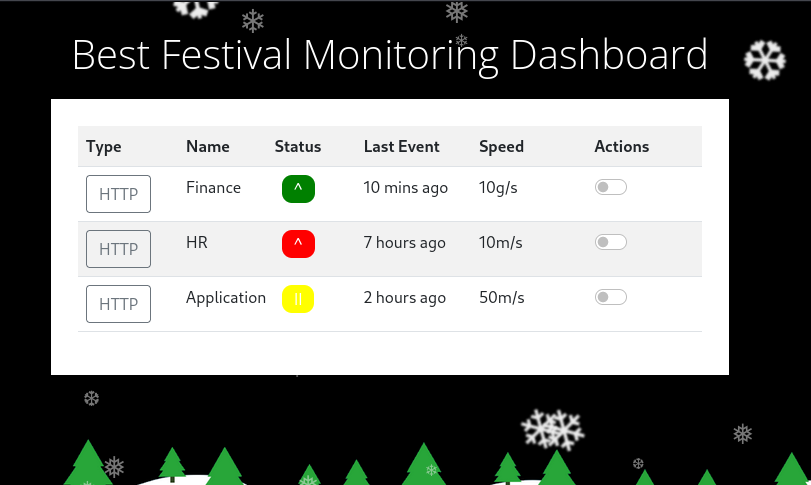 Best Festival Monitoring Dashboard
Type Name Status Last Event Speed Actions
HTTP Finance ^ 10 mins ago 10g/s
HTTP HR ^ 7 hours ago 10m/s
HTTP Application || 2 hours ago 50m/s